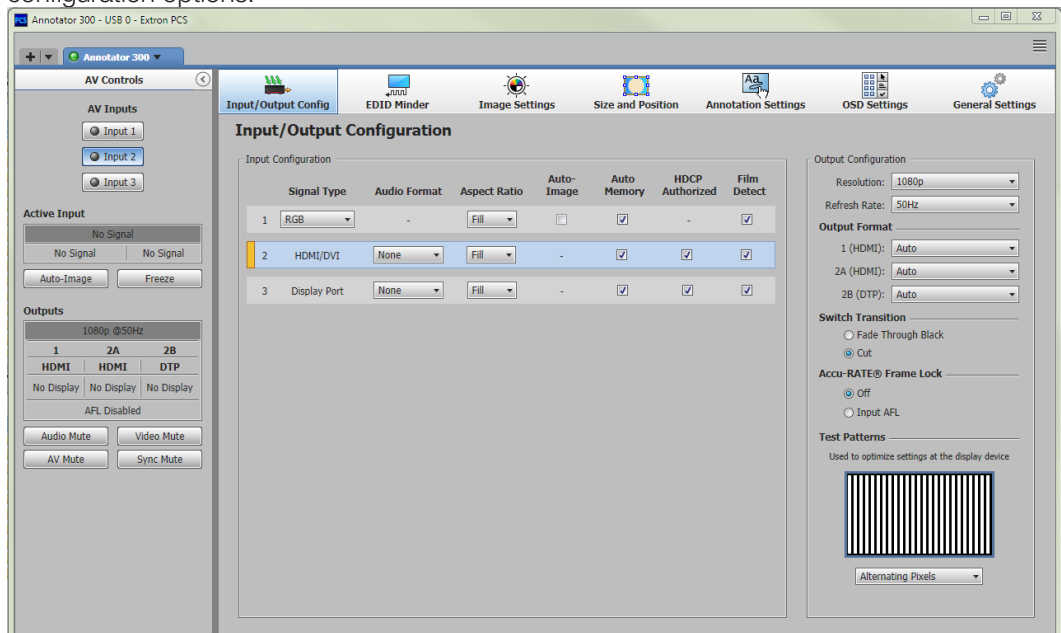 configuration options.
PCS Annotator 300 - USB 0 - Extron PCS
Annotator 300
AV Controls
AV Inputs
Input 1
Input 2
Input 3
Active Input
No Signal
No Signal No Signal
Auto-Image Freeze
Outputs
1080p @50Hz
1 2A 2B
HDMI HDMI DTP
No Display No Display No Display
AFL Disabled
Audio Mute Video Mute
AV Mute Sync Mute
Input/Output Config EDID Minder Image Settings Size and Position Annotation Settings OSD Settings General Settings
Input/Output Configuration
Input Configuration
Signal Type Audio Format Aspect Ratio Auto-Image Auto Memory HDCP Authorized Film Detect
1 RGB - Fill -
2 HDMI/DVI None Fill -
3 Display Port None Fill -
Output Configuration
Resolution: 1080p
Refresh Rate: 50Hz
Output Format
1 (HDMI): Auto
2A (HDMI): Auto
2B (DTP): Auto
Switch Transition
Fade Through Black
Cut
Accu-RATE® Frame Lock
Off
Input AFL
Test Patterns
Used to optimize settings at the display device
Alternating Pixels